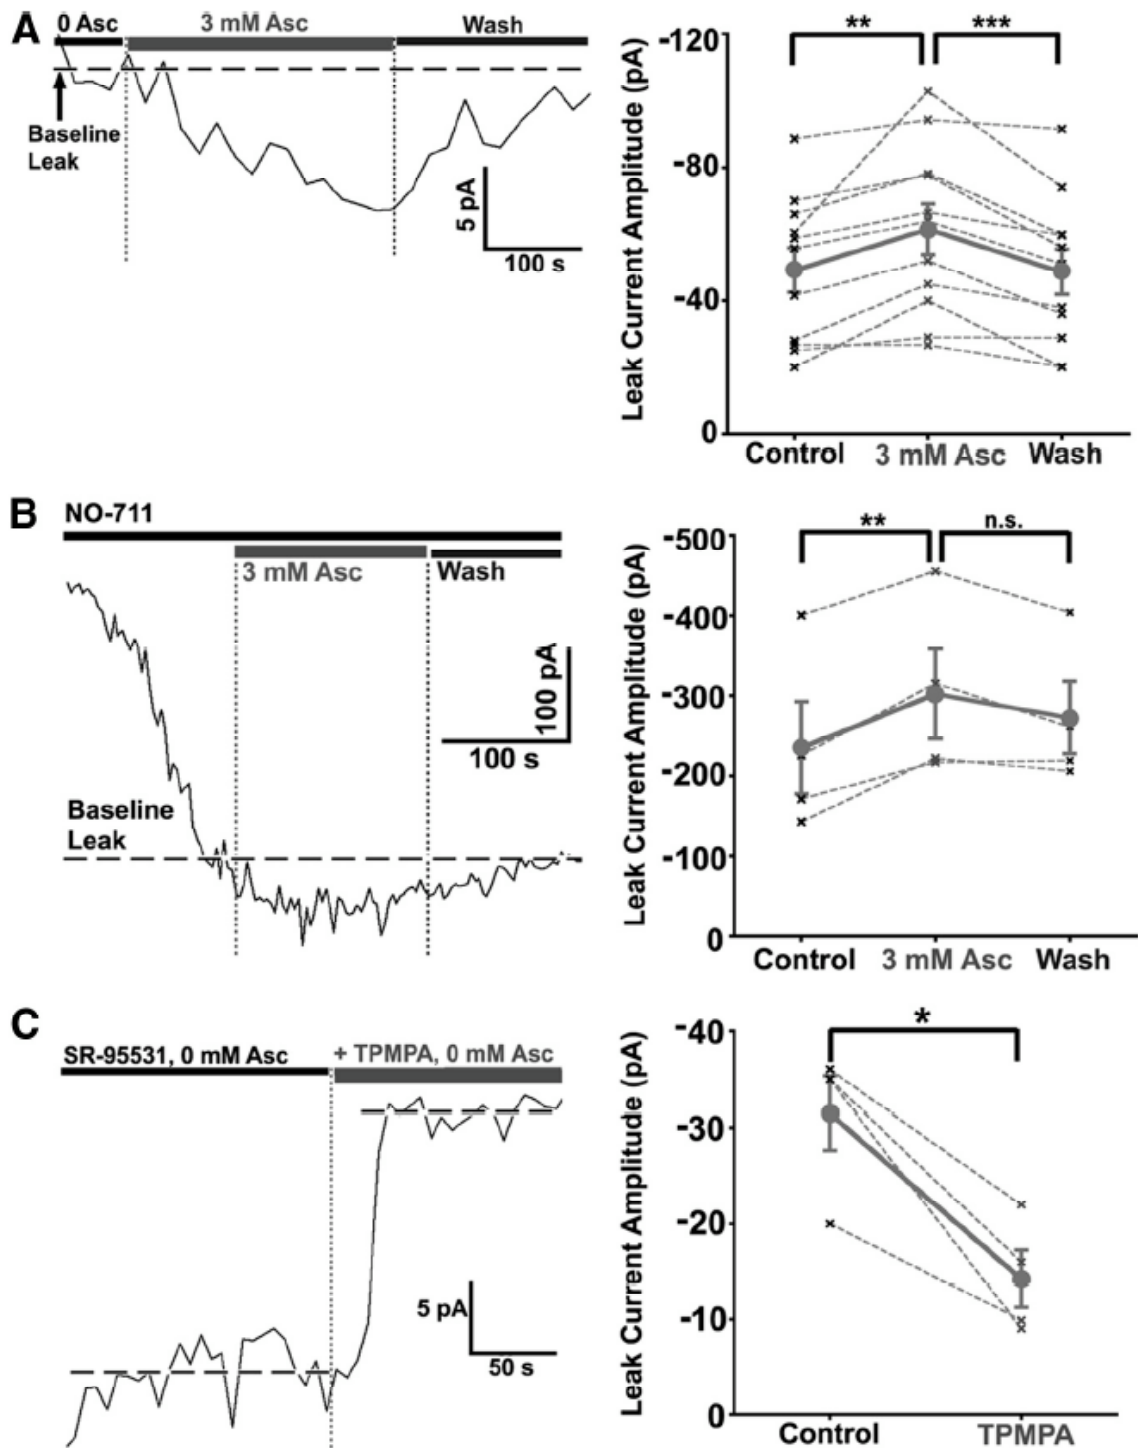 A
0 Asc
3 mM Asc
Wash
Baseline
Leak
5 pA
100 s
Leak Current Amplitude (pA)
-120
-80
-40
0
**
***
Control
3 mM Asc
Wash
B
NO-711
3 mM Asc
Wash
100 pA
100 s
Baseline
Leak
Leak Current Amplitude (pA)
-500
-400
-300
-200
-100
0
**
n.s.
Control
3 mM Asc
Wash
C
SR-95531, 0 mM Asc
+ TPMPA, 0 mM Asc
5 pA
50 s
Leak Current Amplitude (pA)
-40
-30
-20
-10
0
*
Control
TPMPA